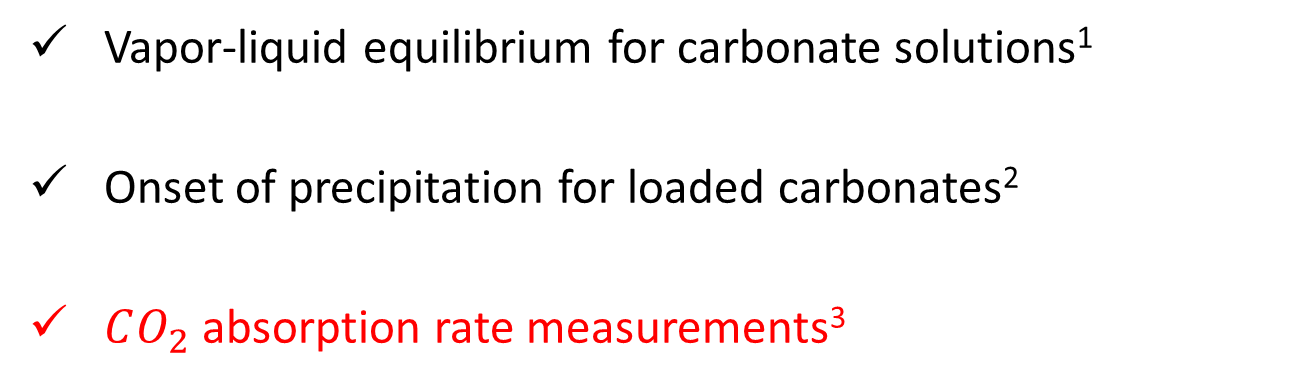 ✓ Vapor-liquid equilibrium for carbonate solutions¹
✓ Onset of precipitation for loaded carbonates²
✓ 𝐶𝑂₂ absorption rate measurements³